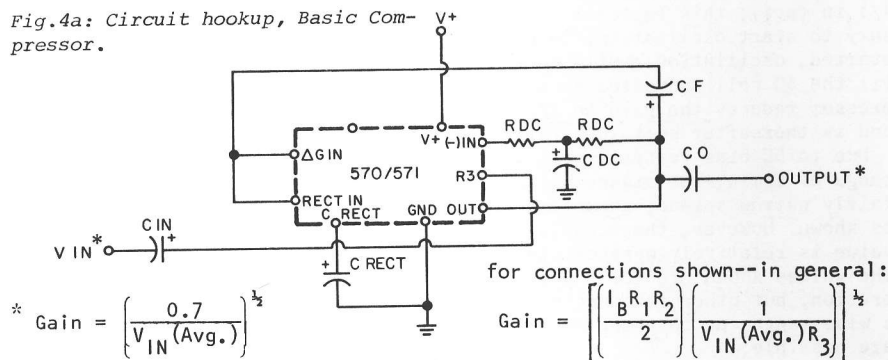 Fig.4a: Circuit hookup, Basic Com-
pressor.
V+
CF
+
RDC
RDC
V+
(-)IN
ΔG IN
570/571
R3
+
C DC
CO
OUTPUT*
RECT IN
C RECT
GND
OUT
C IN
+
V IN*
+
C RECT
for connections shown--in general:
* Gain = [0.7 / V_IN(Avg.)]^½
Gain = [(I_B R_1 R_2 / 2) (1 / V_IN(Avg.)R_3)]^½